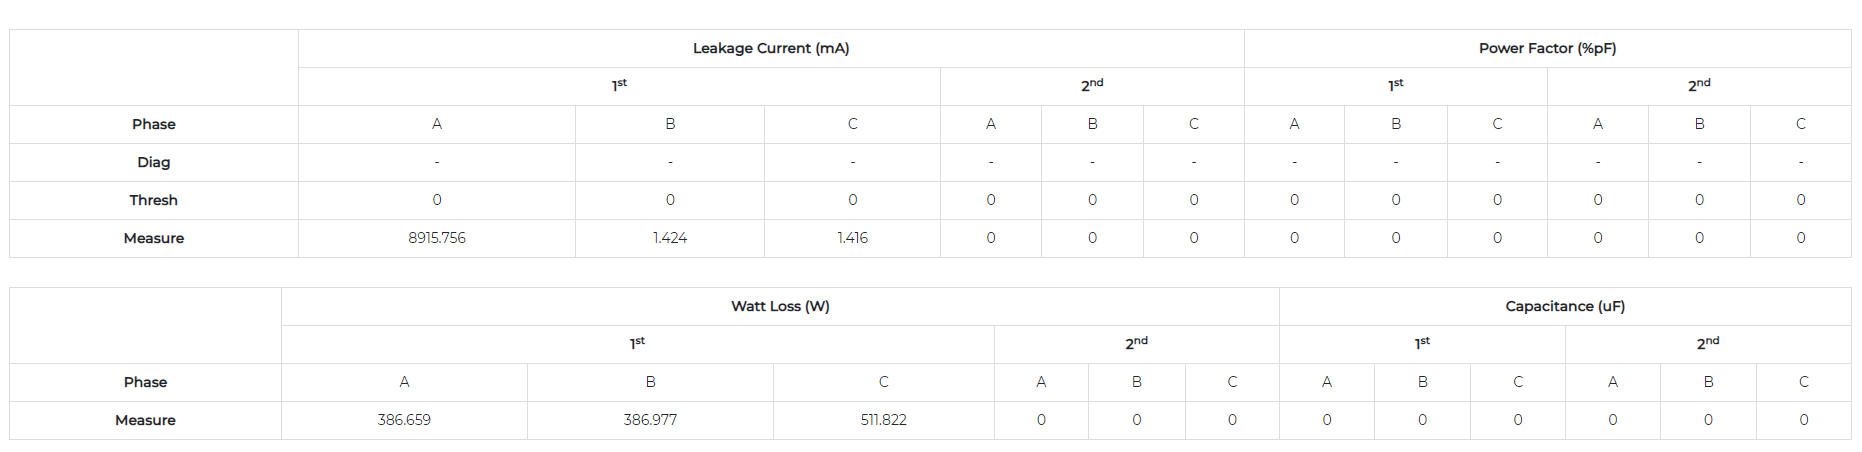 Leakage Current (mA) Power Factor (%pF)
1st 2nd 1st 2nd
Phase A B C A B C A B C A B C
Diag - - - - - - - - - - - -
Thresh 0 0 0 0 0 0 0 0 0 0 0 0
Measure 8915.756 1.424 1.416 0 0 0 0 0 0 0 0 0
Watt Loss (W) Capacitance (uF)
1st 2nd 1st 2nd
Phase A B C A B C A B C A B C
Measure 386.659 386.977 511.822 0 0 0 0 0 0 0 0 0